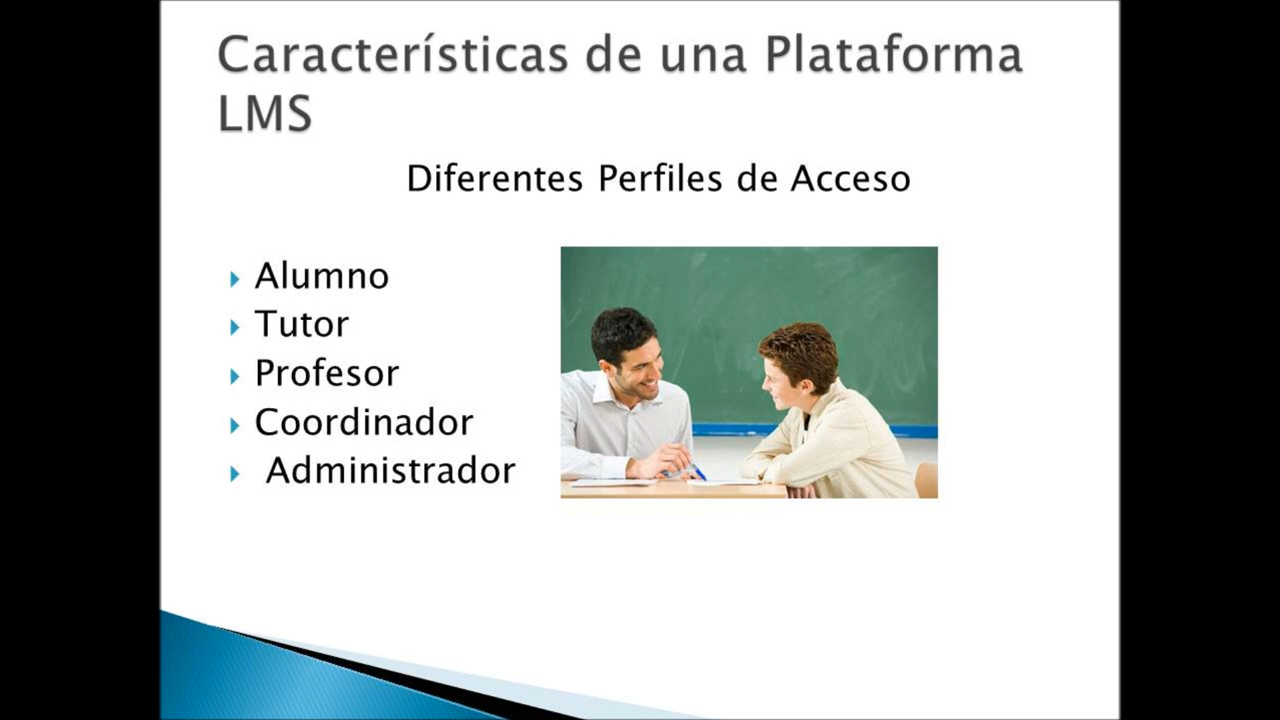 Características de una Plataforma
LMS
Diferentes Perfiles de Acceso
Alumno
Tutor
Profesor
Coordinador
Administrador